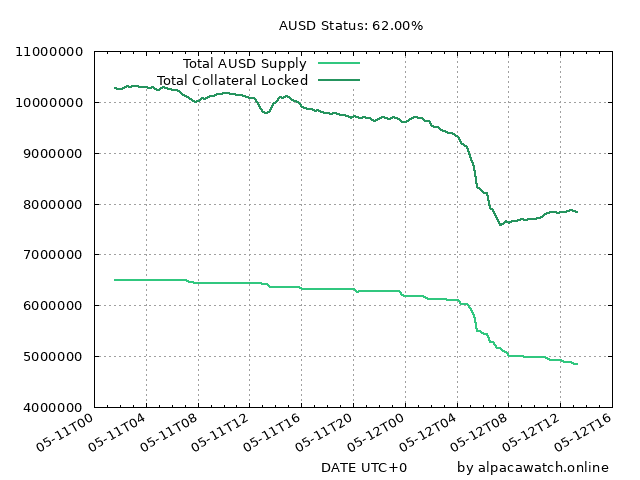 AUSD Status: 62.00%
11000000
10000000
9000000
8000000
7000000
6000000
5000000
4000000
Total AUSD Supply
Total Collateral Locked
05-11T00
05-11T04
05-11T08
05-11T12
05-11T16
05-11T20
05-12T00
05-12T04
05-12T08
05-12T12
05-12T16
DATE UTC+0
by alpacawatch.online